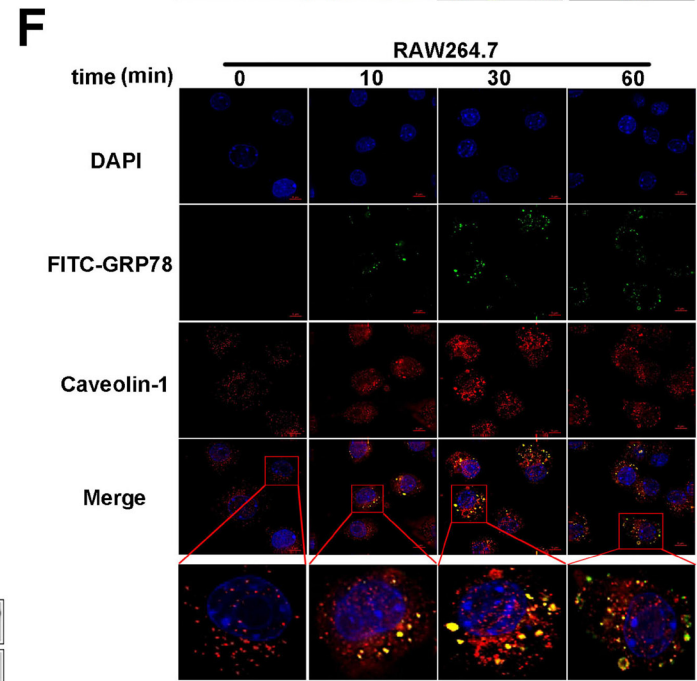 F
RAW264.7
time (min) 0 10 30 60
DAPI
FITC-GRP78
Caveolin-1
Merge